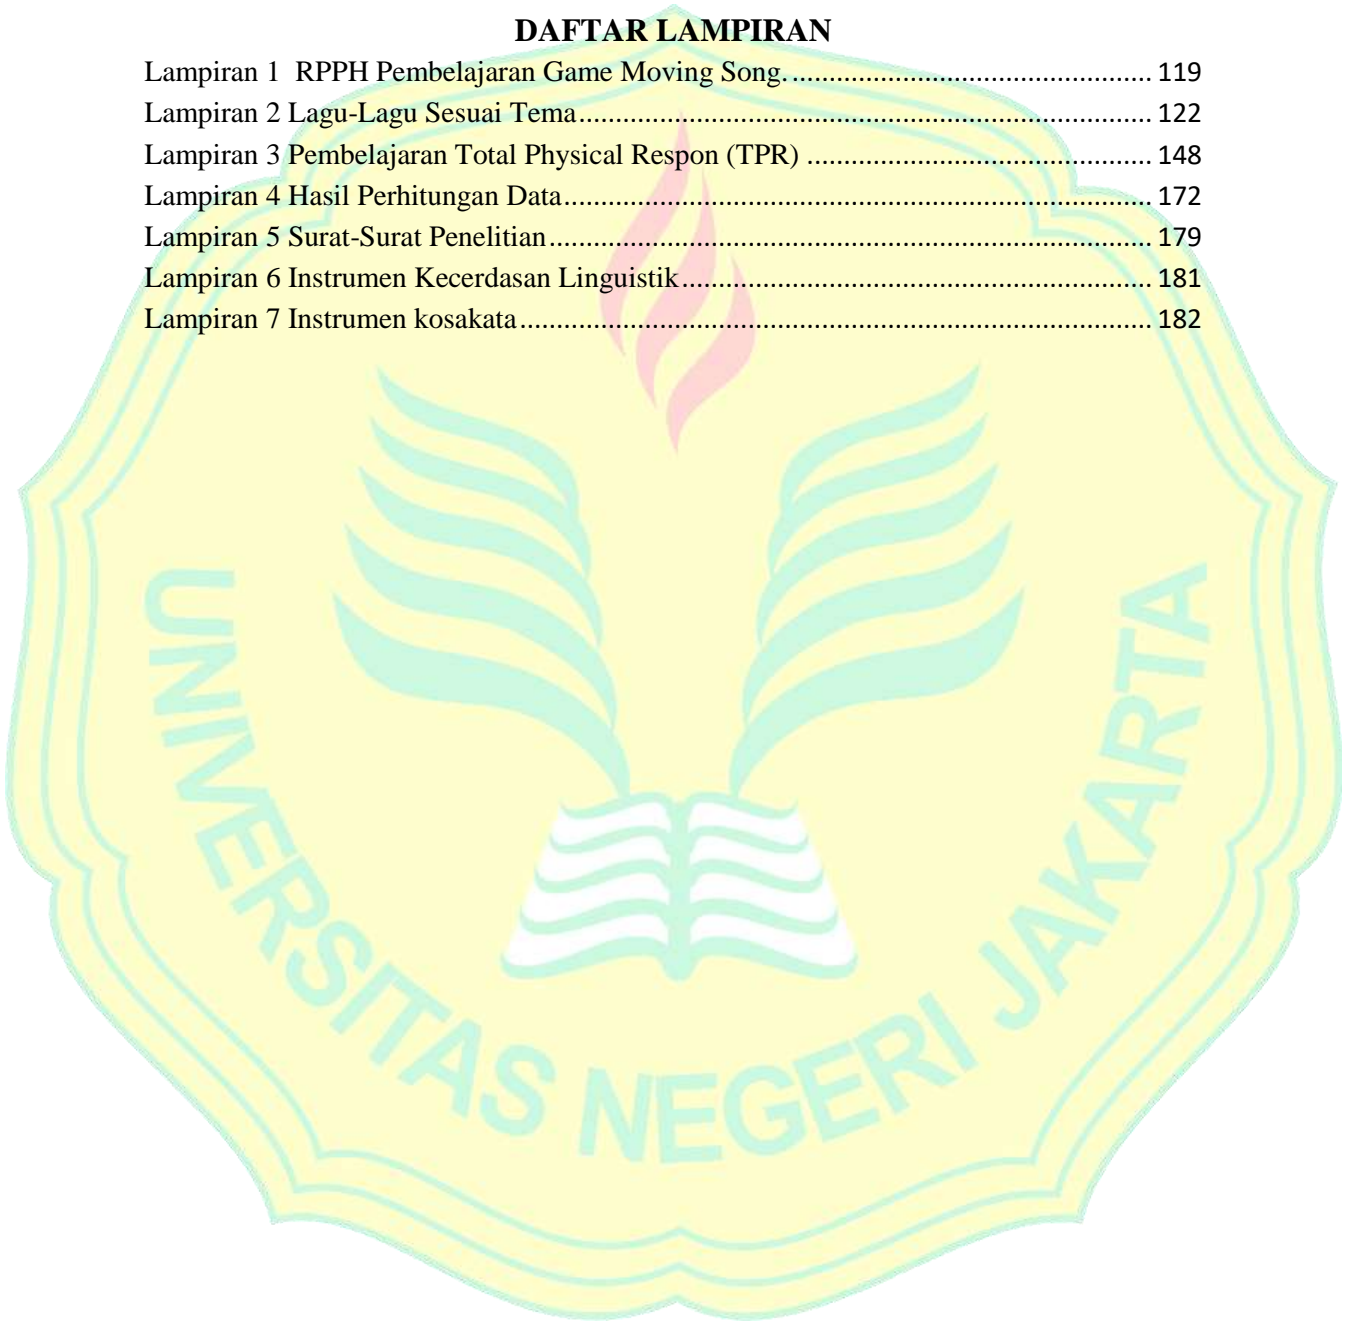 DAFTAR LAMPIRAN
Lampiran 1  RPPH Pembelajaran Game Moving Song. ................................................ 119
Lampiran 2 Lagu-Lagu Sesuai Tema............................................................................ 122
Lampiran 3 Pembelajaran Total Physical Respon (TPR) .............................................. 148
Lampiran 4 Hasil Perhitungan Data.............................................................................. 172
Lampiran 5 Surat-Surat Penelitian................................................................................ 179
Lampiran 6 Instrumen Kecerdasan Linguistik............................................................... 181
Lampiran 7 Instrumen kosakata.................................................................................... 182
UNIVERSITAS NEGERI JAKARTA